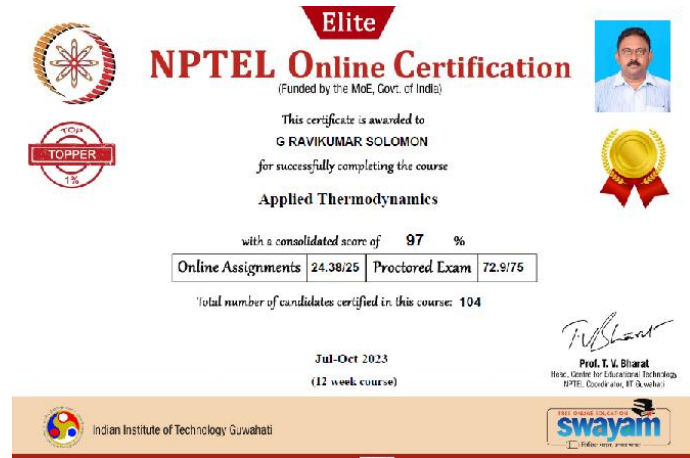 Elite
NPTEL Online Certification
(Funded by the MoE, Govt. of India)
This certificate is awarded to
G RAVIKUMAR SOLOMON
for successfully completing the course
Applied Thermodynamics
with a consolidated score of 97 %
Online Assignments 24.38/25 Proctored Exam 72.9/75
Total number of candidates certified in this course: 104
TOP
TOPPER
1%
Jul-Oct 2023
(12 week course)
Prof. T. V. Bharat
Head, Centre for Educational Technology
NPTEL Coordinator, IIT Guwahati
Indian Institute of Technology Guwahati
FREE ONLINE EDUCATION
swayam